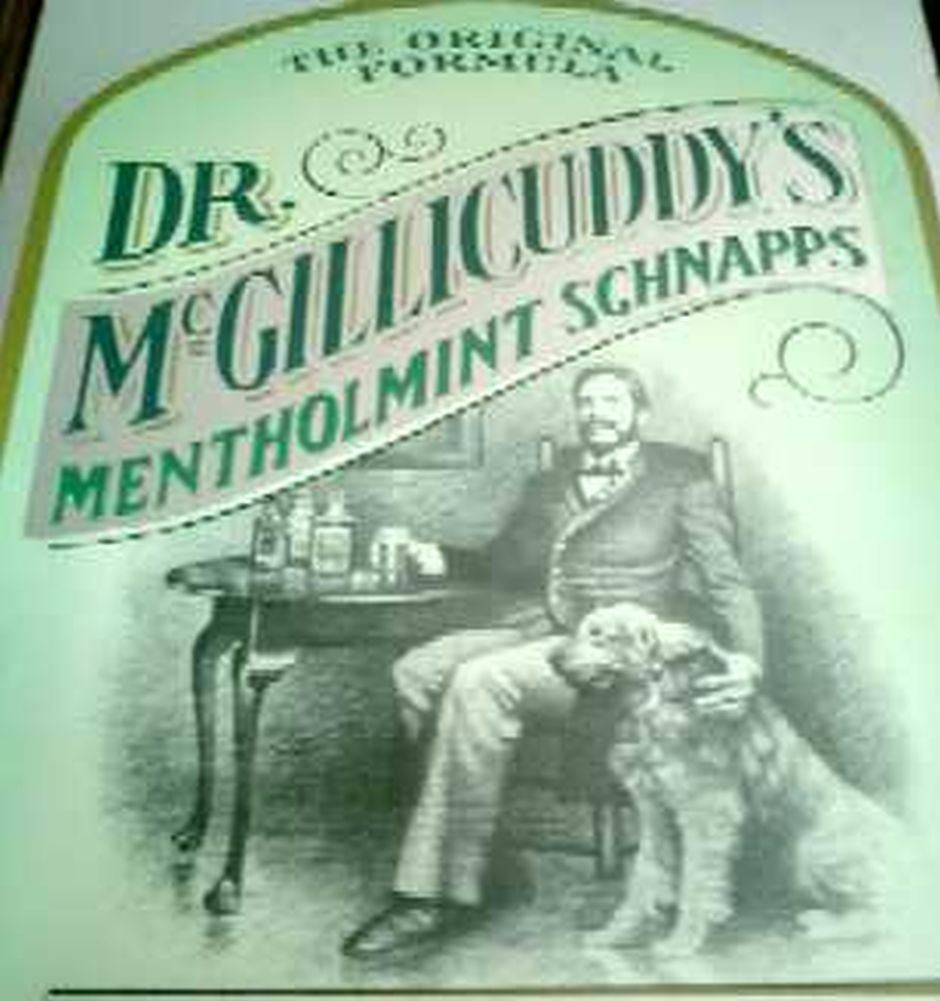 THE ORIGINAL
FORMULA
DR.
McGILLICUDDY'S
MENTHOLMINT SCHNAPPS